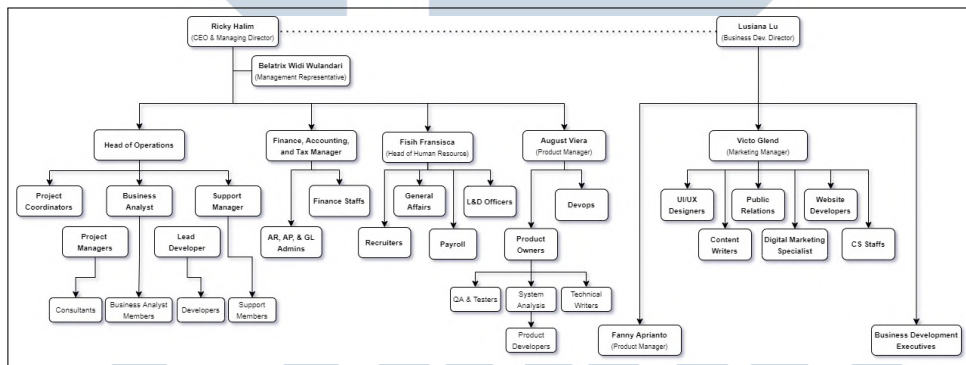 Ricky Halim
(CEO & Managing Director)
Lusiana Lu
(Business Dev. Director)
Belatrix Widi Wulandari
(Management Representative)
Head of Operations
Finance, Accounting,
and Tax Manager
Fisih Fransisca
(Head of Human Resource)
August Viera
(Product Manager)
Victo Glend
(Marketing Manager)
Project
Coordinators
Business
Analyst
Support
Manager
Finance Staffs
General
Affairs
L&D Officers
Devops
UI/UX
Designers
Public
Relations
Website
Developers
Project
Managers
Lead
Developer
AR, AP, & GL
Admins
Recruiters
Payroll
Product
Owners
Content
Writers
Digital Marketing
Specialist
CS Staffs
Consultants
Business Analyst
Members
Developers
Support
Members
QA & Testers
System
Analysis
Technical
Writers
Product
Developers
Fanny Aprianto
(Product Manager)
Business Development
Executives